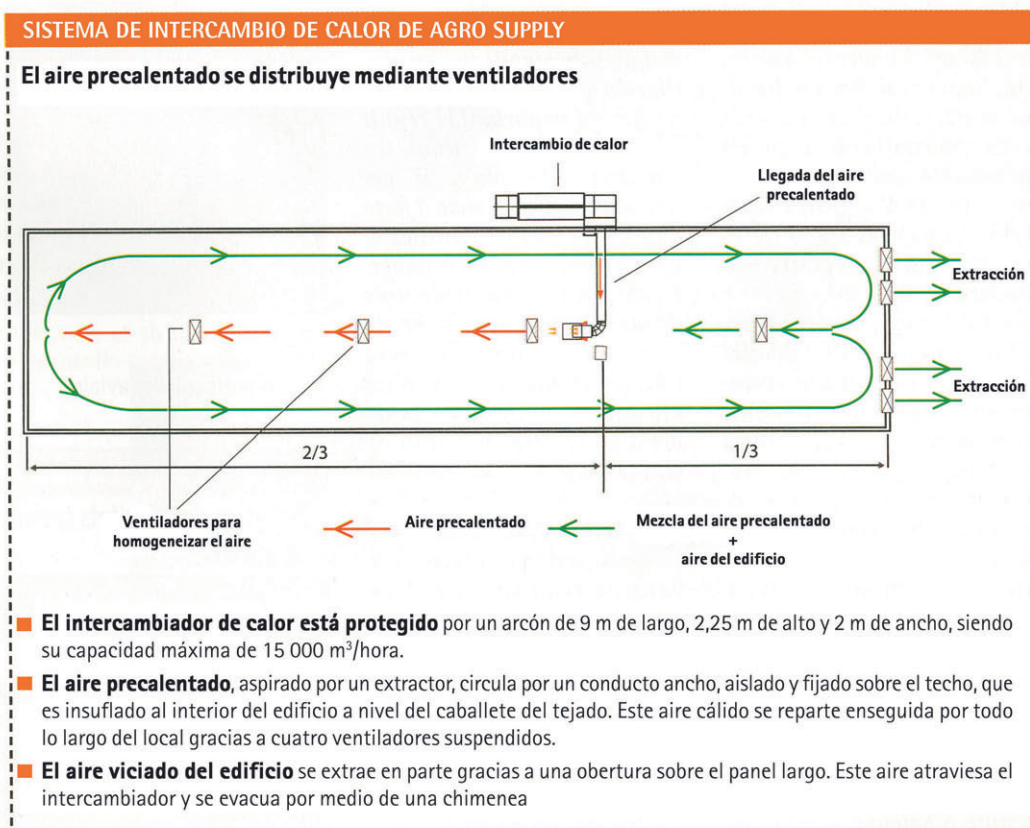 SISTEMA DE INTERCAMBIO DE CALOR DE AGRO SUPPLY
El aire precalentado se distribuye mediante ventiladores
Intercambio de calor
Llegada del aire
precalentado
Extracción
Extracción
2/3
1/3
Ventiladores para
homogeneizar el aire
Aire precalentado
Mezcla del aire precalentado
+
aire del edificio
El intercambiador de calor está protegido por un arcón de 9 m de largo, 2,25 m de alto y 2 m de ancho, siendo
su capacidad máxima de 15 000 m³/hora.
El aire precalentado, aspirado por un extractor, circula por un conducto ancho, aislado y fijado sobre el techo, que
es insuflado al interior del edificio a nivel del caballete del tejado. Este aire cálido se reparte enseguida por todo
lo largo del local gracias a cuatro ventiladores suspendidos.
El aire viciado del edificio se extrae en parte gracias a una obertura sobre el panel largo. Este aire atraviesa el
intercambiador y se evacua por medio de una chimenea